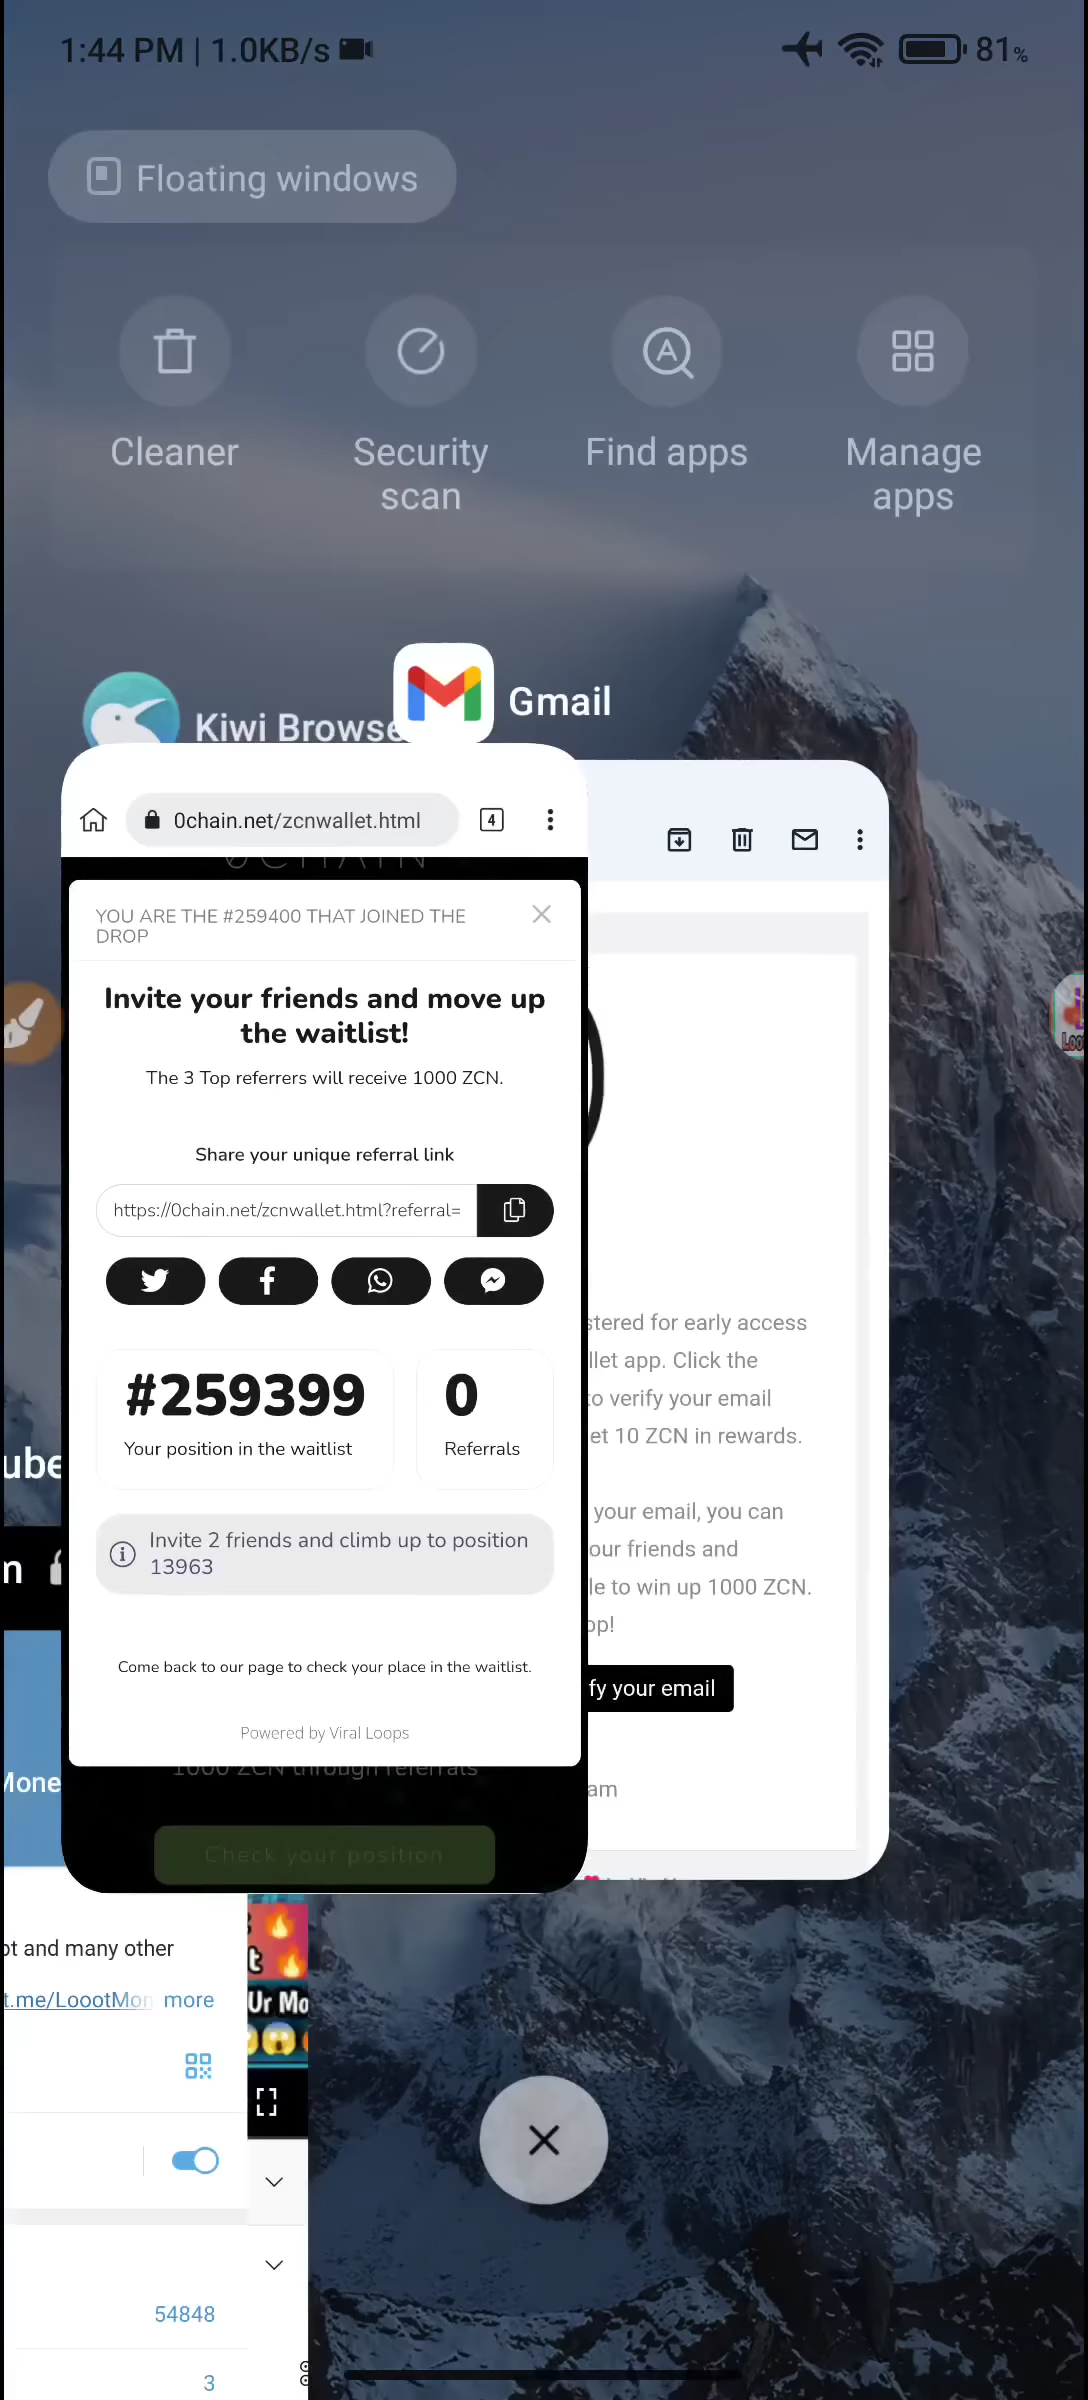 1:44 PM | 1.0KB/s
81%
Floating windows
Cleaner
Security scan
Find apps
Manage apps
Kiwi Browse
Gmail
0chain.net/zcnwallet.html
4
0CHAIN
YOU ARE THE #259400 THAT JOINED THE
DROP
Invite your friends and move up
the waitlist!
The 3 Top referrers will receive 1000 ZCN.
Share your unique referral link
https://0chain.net/zcnwallet.html?referral=
#259399
Your position in the waitlist
0
Referrals
Invite 2 friends and climb up to position
13963
Come back to our page to check your place in the waitlist.
Powered by Viral Loops
1000 ZCN through referrals
Check your position
stered for early access
llet app. Click the
to verify your email
et 10 ZCN in rewards.
your email, you can
our friends and
le to win up 1000 ZCN.
op!
fy your email
am
ube
n
Mone
ot and many other
t.me/LoootMon more
t
Ur Mo
54848
3